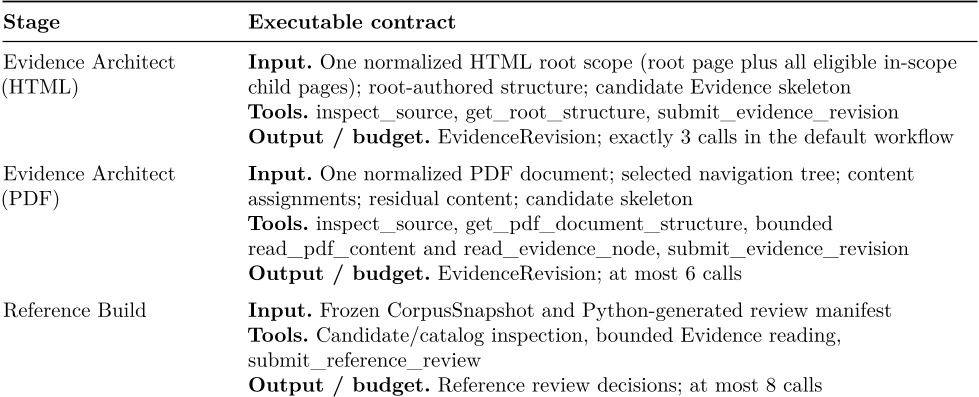 Stage Executable contract
Evidence Architect Input. One normalized HTML root scope (root page plus all eligible in-scope
(HTML) child pages); root-authored structure; candidate Evidence skeleton
Tools. inspect_source, get_root_structure, submit_evidence_revision
Output / budget. EvidenceRevision; exactly 3 calls in the default workflow
Evidence Architect Input. One normalized PDF document; selected navigation tree; content
(PDF) assignments; residual content; candidate skeleton
Tools. inspect_source, get_pdf_document_structure, bounded
read_pdf_content and read_evidence_node, submit_evidence_revision
Output / budget. EvidenceRevision; at most 6 calls
Reference Build Input. Frozen CorpusSnapshot and Python-generated review manifest
Tools. Candidate/catalog inspection, bounded Evidence reading,
submit_reference_review
Output / budget. Reference review decisions; at most 8 calls